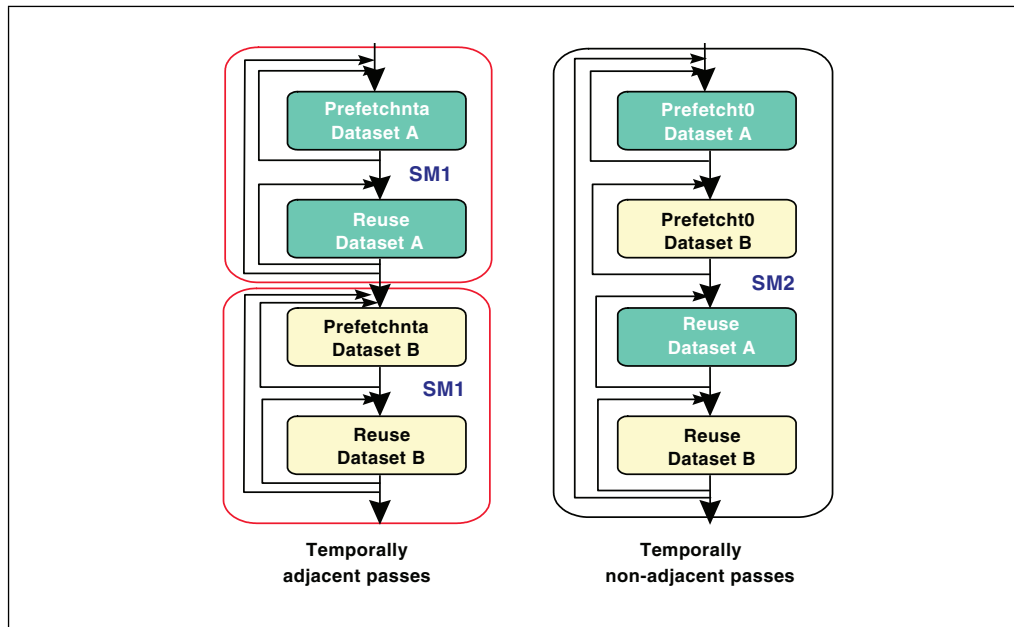 Prefetchnta
Dataset A
SM1
Reuse
Dataset A
Prefetchnta
Dataset B
SM1
Reuse
Dataset B
Temporally
adjacent passes
Prefetcht0
Dataset A
Prefetcht0
Dataset B
SM2
Reuse
Dataset A
Reuse
Dataset B
Temporally
non-adjacent passes